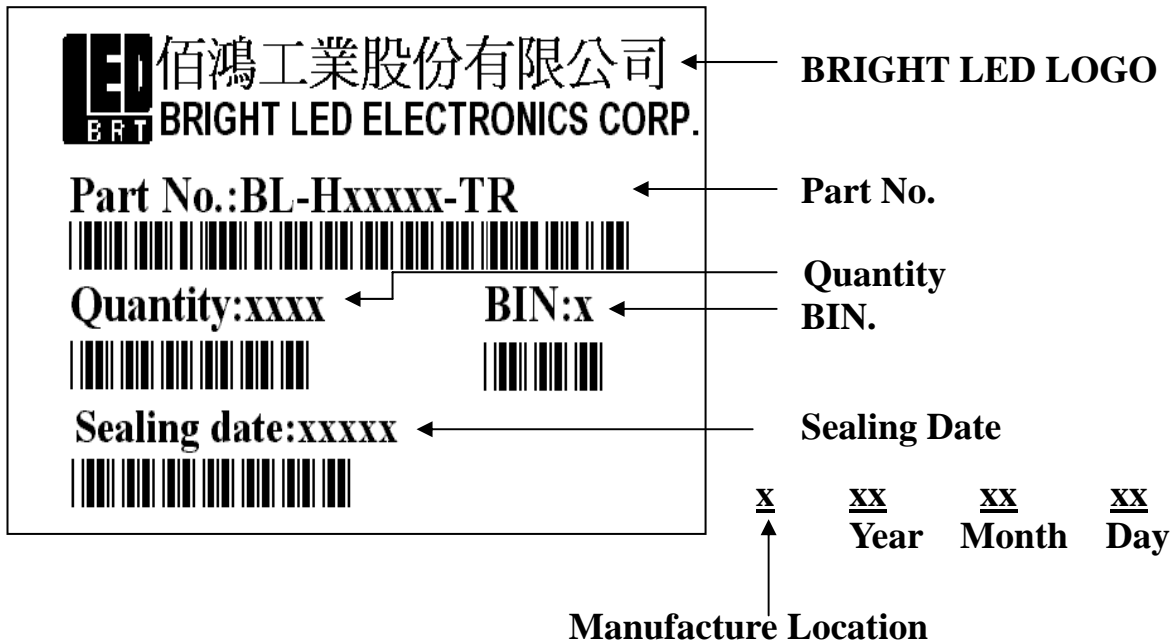 LED 佰鴻工業股份有限公司 BRIGHT LED LOGO
BRT BRIGHT LED ELECTRONICS CORP.
Part No.:BL-Hxxxxx-TR Part No.
Quantity
Quantity:xxxx BIN:x BIN.
Sealing date:xxxxx Sealing Date
x xx xx xx
Year Month Day
Manufacture Location